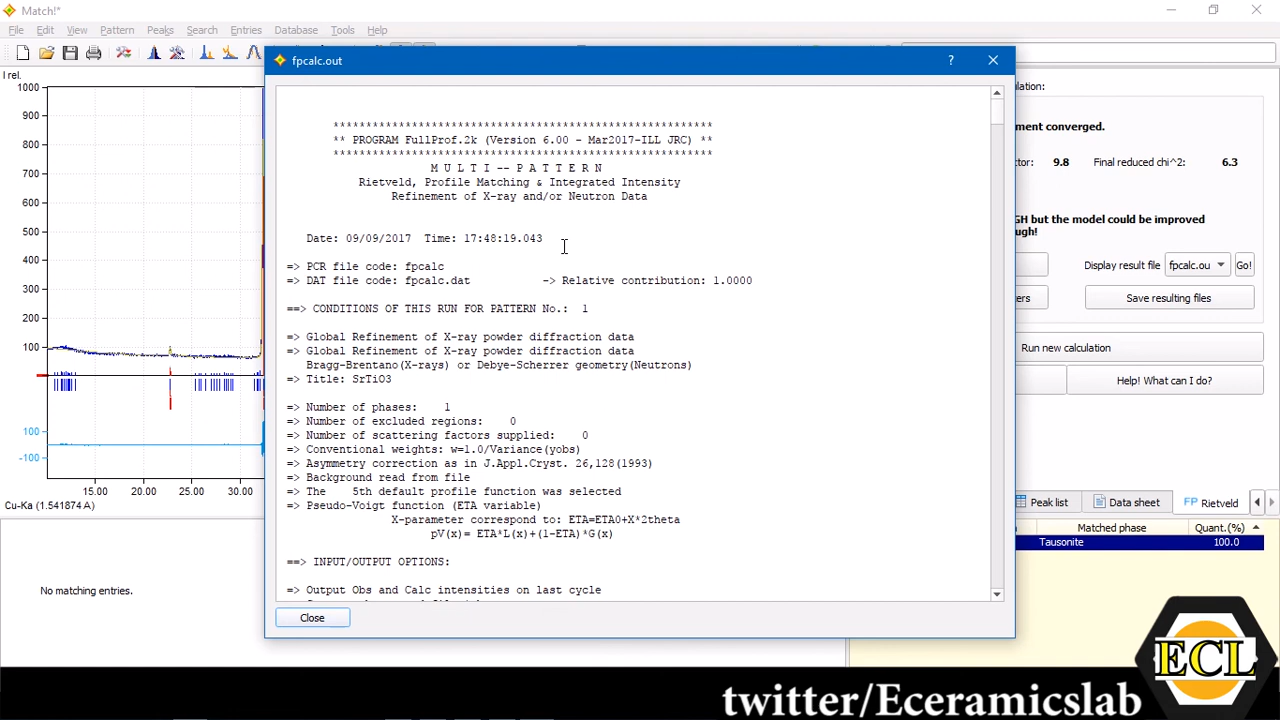 Match!*
File Edit View Pattern Peaks Search Entries Database Tools Help
I rel.
1000
900
800
700
600
500
400
300
200
100
100
-100
15.00 20.00 25.00 30.00
Cu-Ka (1.541874 A)
No matching entries.
fpcalc.out
?
*********************************************************
** PROGRAM FullProf.2k (Version 6.00 - Mar2017-ILL JRC) **
*********************************************************
M U L T I -- P A T T E R N
Rietveld, Profile Matching & Integrated Intensity
Refinement of X-ray and/or Neutron Data
Date: 09/09/2017 Time: 17:48:19.043
=> PCR file code: fpcalc
=> DAT file code: fpcalc.dat -> Relative contribution: 1.0000
==> CONDITIONS OF THIS RUN FOR PATTERN No.: 1
=> Global Refinement of X-ray powder diffraction data
=> Global Refinement of X-ray powder diffraction data
Bragg-Brentano(X-rays) or Debye-Scherrer geometry(Neutrons)
=> Title: SrTiO3
=> Number of phases: 1
=> Number of excluded regions: 0
=> Number of scattering factors supplied: 0
=> Conventional weights: w=1.0/Variance(yobs)
=> Asymmetry correction as in J.Appl.Cryst. 26,128(1993)
=> Background read from file
=> The 5th default profile function was selected
=> Pseudo-Voigt function (ETA variable)
X-parameter correspond to: ETA=ETA0+X*2theta
pV(x)= ETA*L(x)+(1-ETA)*G(x)
==> INPUT/OUTPUT OPTIONS:
=> Output Obs and Calc intensities on last cycle
Close
lculation:
ment converged.
ctor: 9.8 Final reduced chi^2: 6.3
GH but the model could be improved
ugh!
Display result file fpcalc.ou Go!
ers Save resulting files
Run new calculation
Help! What can I do?
Peak list Data sheet FP Rietveld
Matched phase Quant.(%)
Tausonite 100.0
ECL
twitter/Eceramicslab